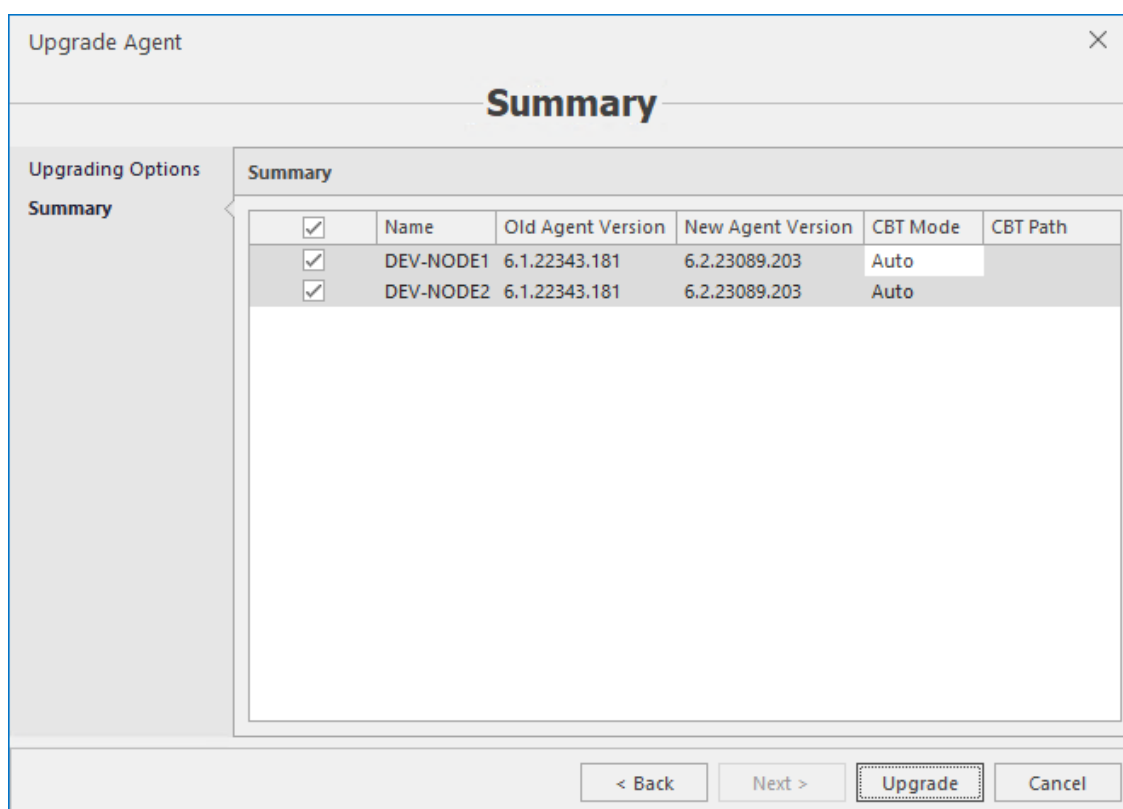 Upgrade Agent
Summary
Upgrading Options
Summary
Summary
Name Old Agent Version New Agent Version CBT Mode CBT Path
DEV-NODE1 6.1.22343.181 6.2.23089.203 Auto
DEV-NODE2 6.1.22343.181 6.2.23089.203 Auto
< Back Next > Upgrade Cancel